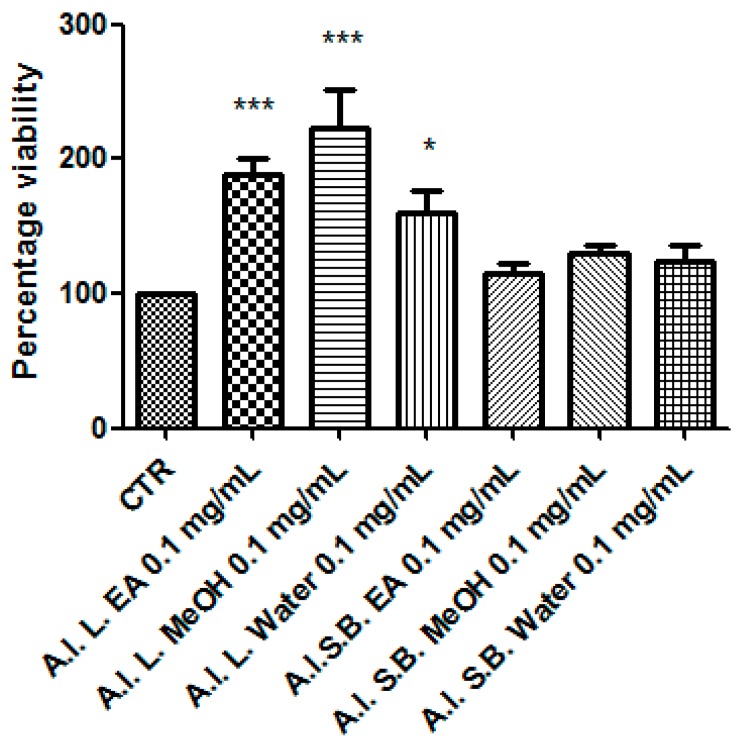 Percentage viability
300
200
100
0
***
***
*
CTR
A.I. L. EA 0.1 mg/mL
A.I. L. MeOH 0.1 mg/mL
A.I. L. Water 0.1 mg/mL
A.I.S.B. EA 0.1 mg/mL
A.I. S.B. MeOH 0.1 mg/mL
A.I. S.B. Water 0.1 mg/mL